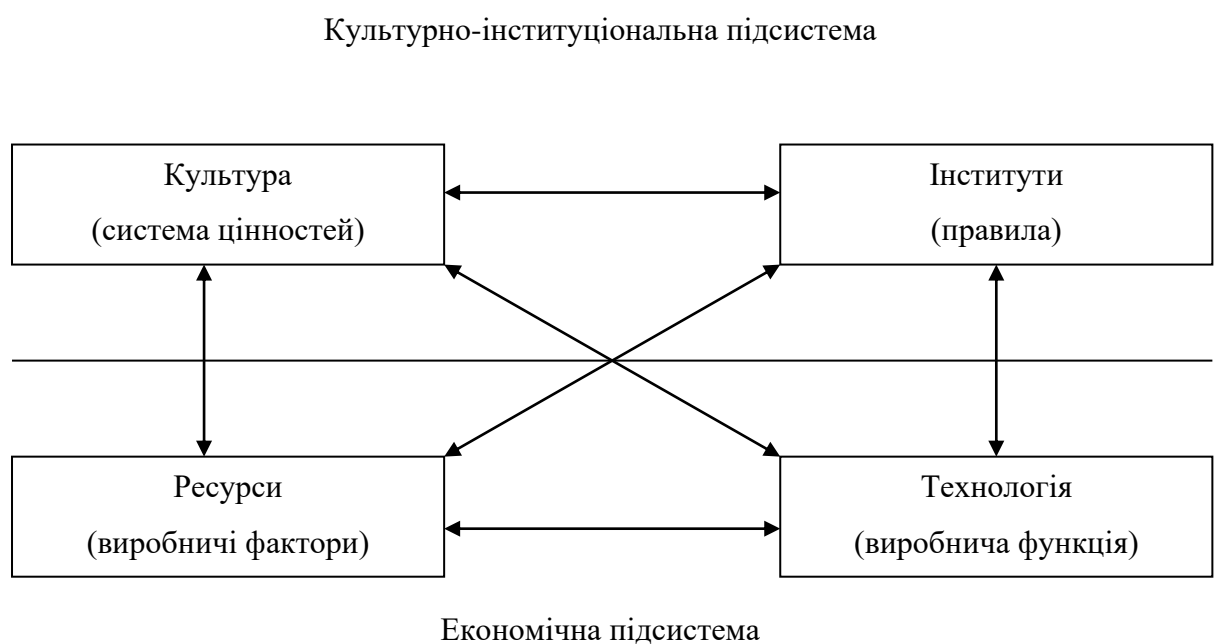 Культурно-інституціональна підсистема
Культура
(система цінностей)
Інститути
(правила)
Ресурси
(виробничі фактори)
Технологія
(виробнича функція)
Економічна підсистема